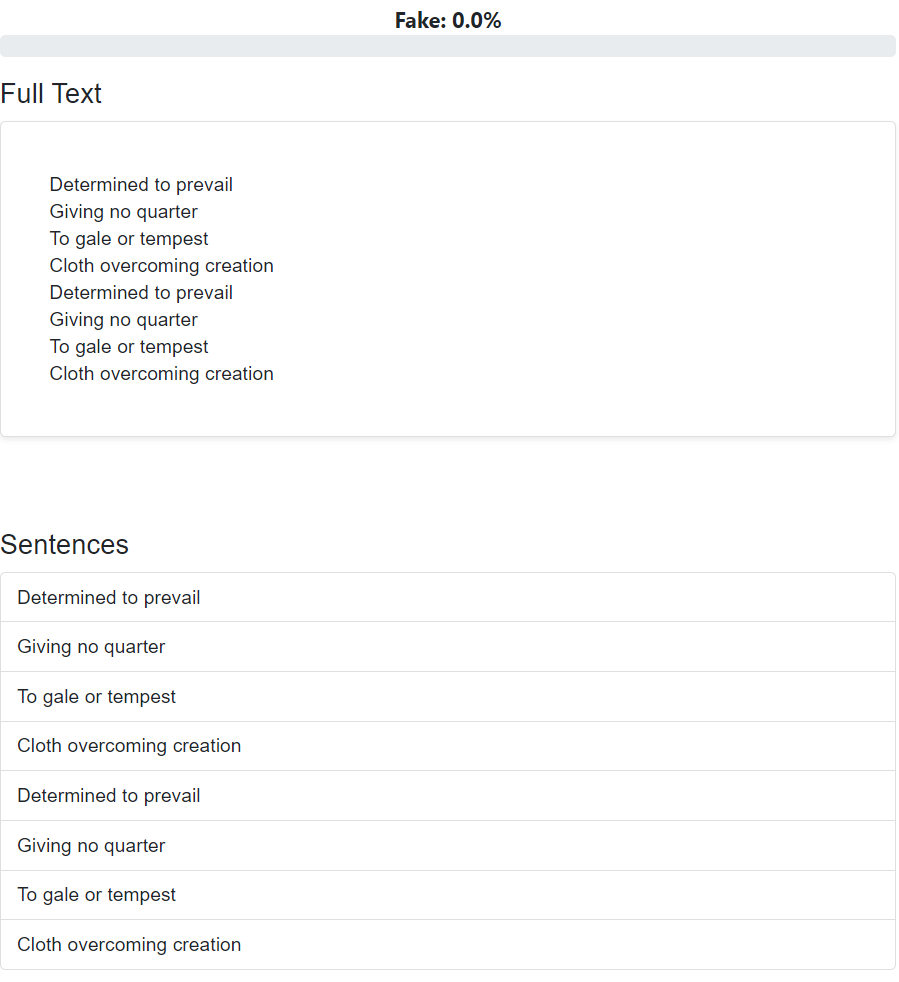 Fake: 0.0%
Full Text
Determined to prevail
Giving no quarter
To gale or tempest
Cloth overcoming creation
Determined to prevail
Giving no quarter
To gale or tempest
Cloth overcoming creation
Sentences
Determined to prevail
Giving no quarter
To gale or tempest
Cloth overcoming creation
Determined to prevail
Giving no quarter
To gale or tempest
Cloth overcoming creation